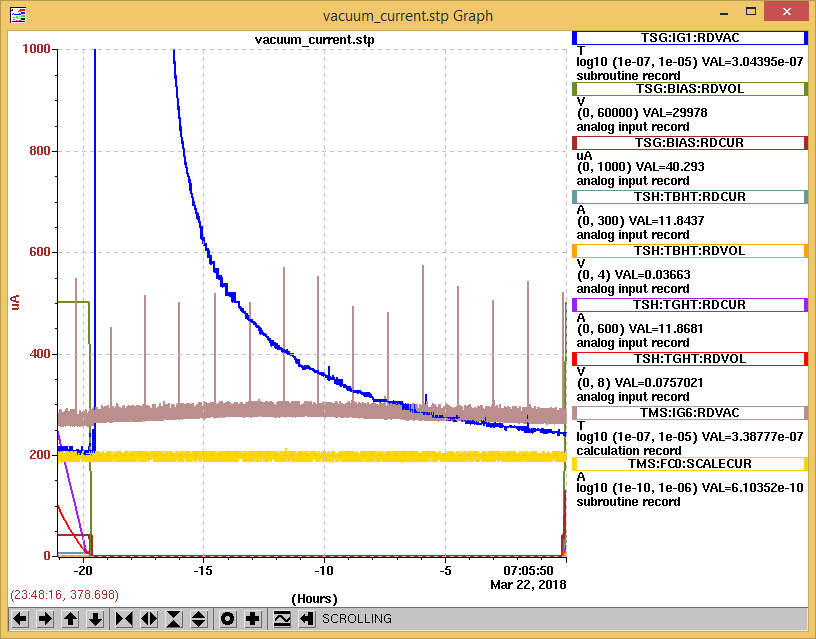 vacuum_current.stp Graph
vacuum_current.stp
1000
800
600
400
200
0
uA
-20
-15
-10
-5
07:05:50
Mar 22, 2018
(Hours)
(23:48:16, 378.698)
TSG:IG1:RDVAC
T
log10 (1e-07, 1e-05) VAL=3.04395e-07
subroutine record
TSG:BIAS:RDVOL
V
(0, 60000) VAL=29978
analog input record
TSG:BIAS:RDCUR
uA
(0, 1000) VAL=40.293
analog input record
TSH:TBHT:RDCUR
A
(0, 300) VAL=11.8437
analog input record
TSH:TBHT:RDVOL
V
(0, 4) VAL=0.03663
analog input record
TSH:TGHT:RDCUR
A
(0, 600) VAL=11.8681
analog input record
TSH:TGHT:RDVOL
V
(0, 8) VAL=0.0757021
analog input record
TMS:IG6:RDVAC
T
log10 (1e-07, 1e-05) VAL=3.38777e-07
calculation record
TMS:FC0:SCALECUR
A
log10 (1e-10, 1e-06) VAL=6.10352e-10
subroutine record
SCROLLING